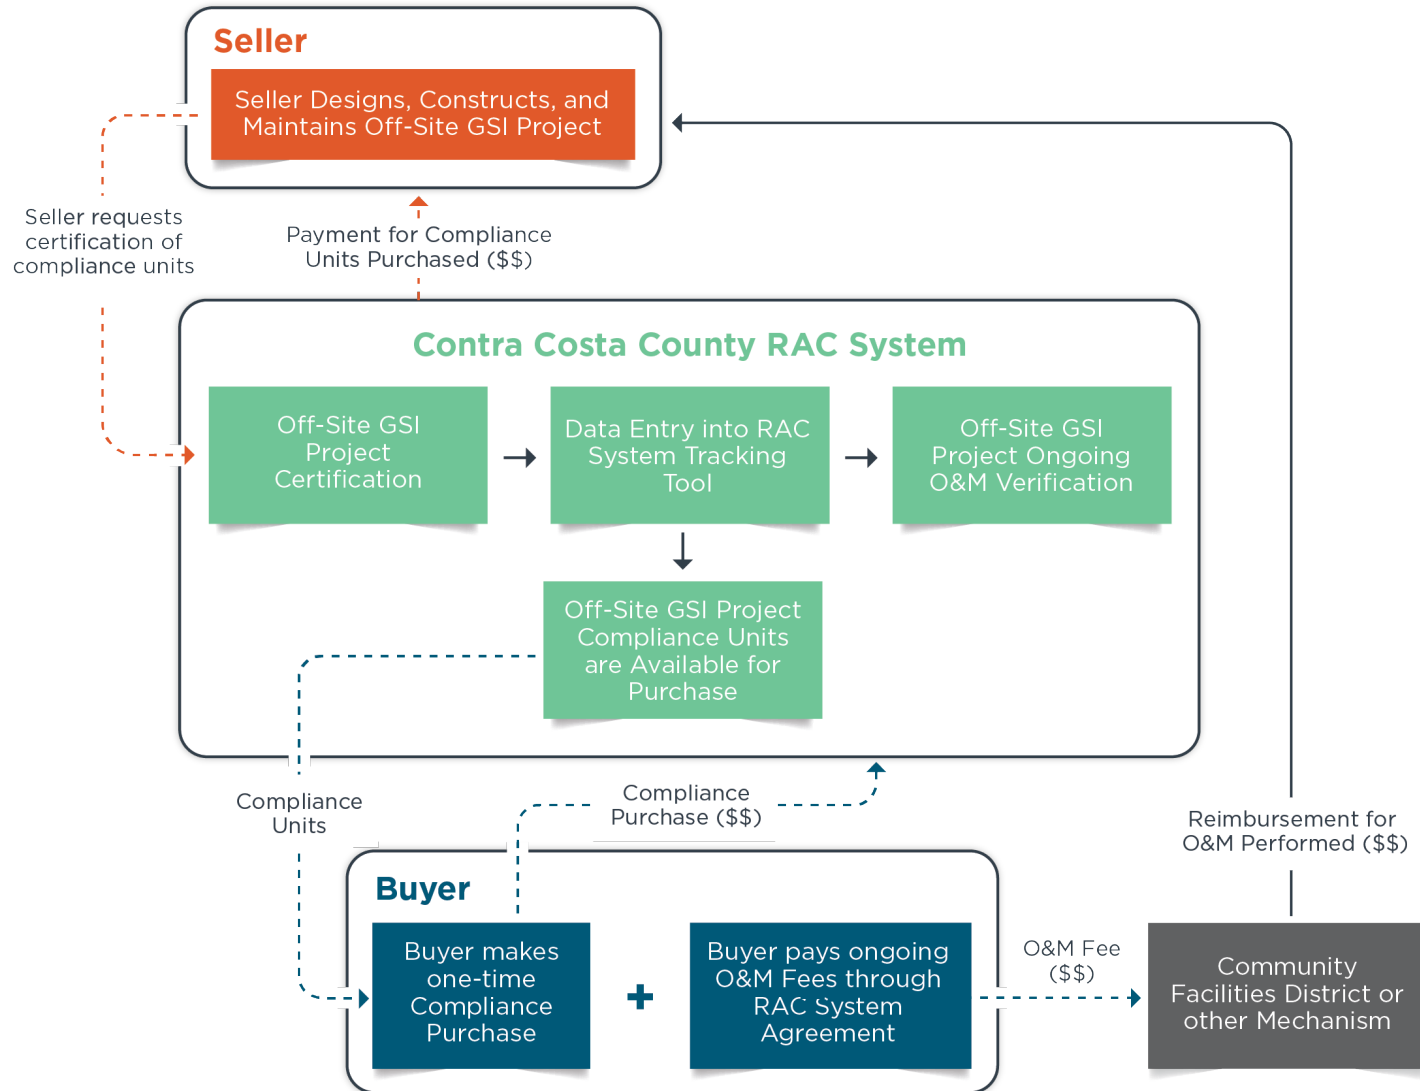 Seller
Seller Designs, Constructs, and
Maintains Off-Site GSI Project
Seller requests
certification of
compliance units
Payment for Compliance
Units Purchased ($$)
Contra Costa County RAC System
Off-Site GSI
Project
Certification
Data Entry into RAC
System Tracking
Tool
Off-Site GSI
Project Ongoing
O&M Verification
Off-Site GSI Project
Compliance Units
are Available for
Purchase
Compliance
Units
Compliance
Purchase ($$)
Reimbursement for
O&M Performed ($$)
Buyer
Buyer makes
one-time
Compliance
Purchase
+
Buyer pays ongoing
O&M Fees through
RAC System
Agreement
O&M Fee
($$)
Community
Facilities District or
other Mechanism